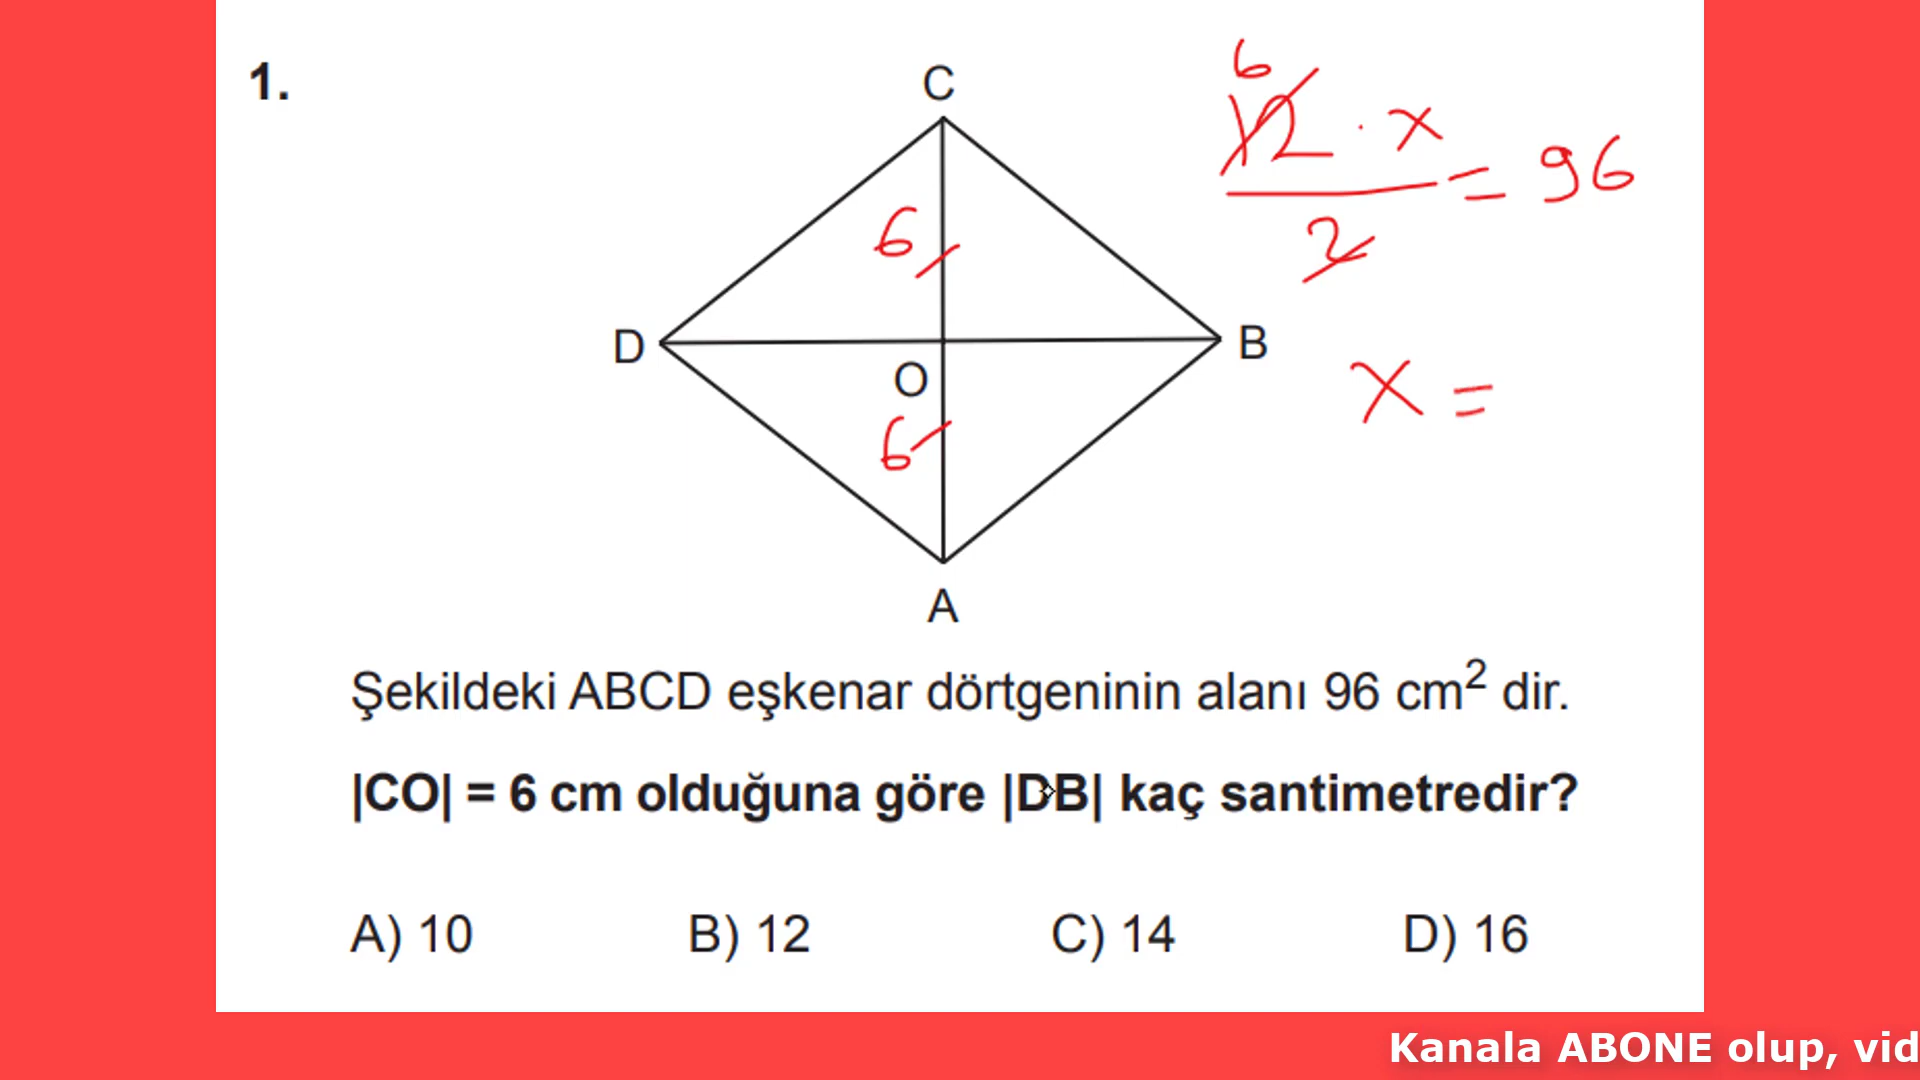 1.
C
6
D
B
O
6
A
6
12 . x
= 96
2
x =
Şekildeki ABCD eşkenar dörtgeninin alanı 96 cm² dir.
|CO| = 6 cm olduğuna göre |DB| kaç santimetredir?
A) 10 B) 12 C) 14 D) 16
Kanala ABONE olup, vid